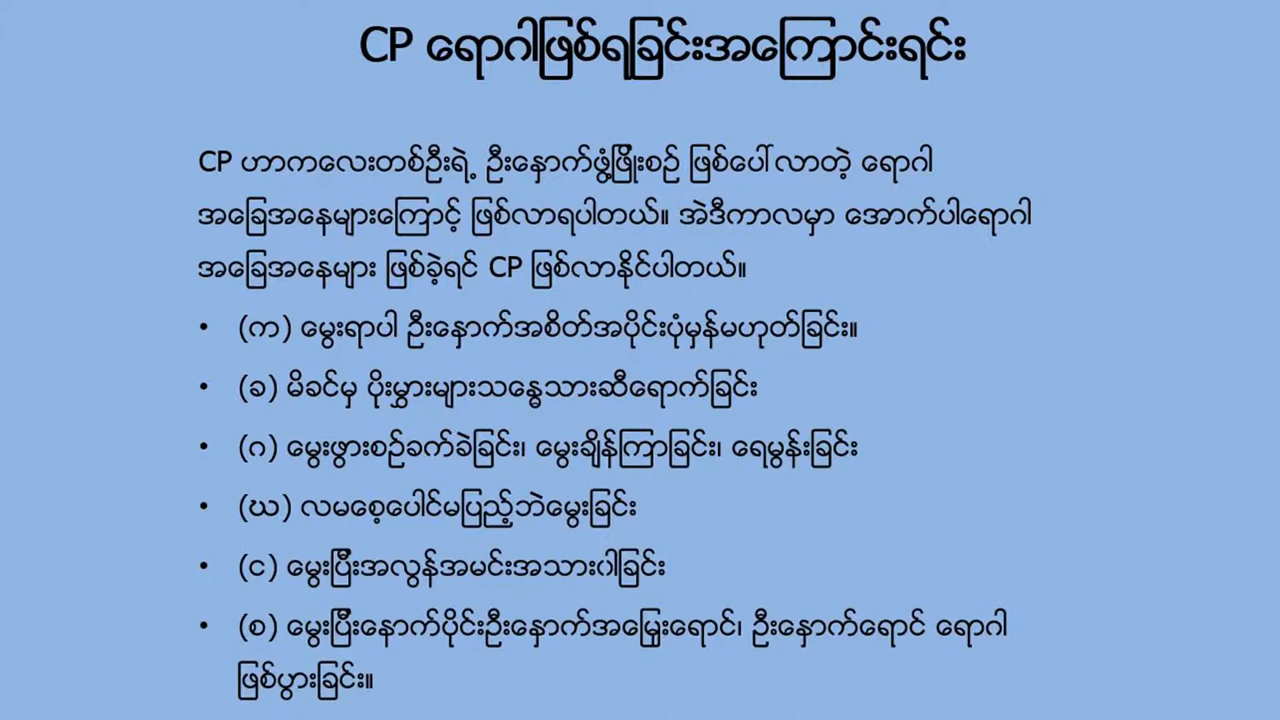 CP ရောဂါဖြစ်ရခြင်းအကြောင်းရင်း
CP ဟာကလေးတစ်ဦးရဲ့ ဦးနှောက်ဖွံ့ဖြိုးစဉ် ဖြစ်ပေါ်လာတဲ့ ရောဂါ
အခြေအနေများကြောင့် ဖြစ်လာရပါတယ်။ အဲဒီကာလမှာ အောက်ပါရောဂါ
အခြေအနေများ ဖြစ်ခဲ့ရင် CP ဖြစ်လာနိုင်ပါတယ်။
• (က) မွေးရာပါ ဦးနှောက်အစိတ်အပိုင်းပုံမှန်မဟုတ်ခြင်း။
• (ခ) မိခင်မှ ပိုးမွှားများသန္ဓေသားဆီရောက်ခြင်း
• (ဂ) မွေးဖွားစဉ်ခက်ခဲခြင်း၊ မွေးချိန်ကြာခြင်း၊ ရေမွန်းခြင်း
• (ဃ) လမစေ့ပေါင်မပြည့်ဘဲမွေးခြင်း
• (င) မွေးပြီးအလွန်အမင်းအသားဝါခြင်း
• (စ) မွေးပြီးနောက်ပိုင်းဦးနှောက်အမြှေးရောင်၊ ဦးနှောက်ရောင် ရောဂါ
ဖြစ်ပွားခြင်း။